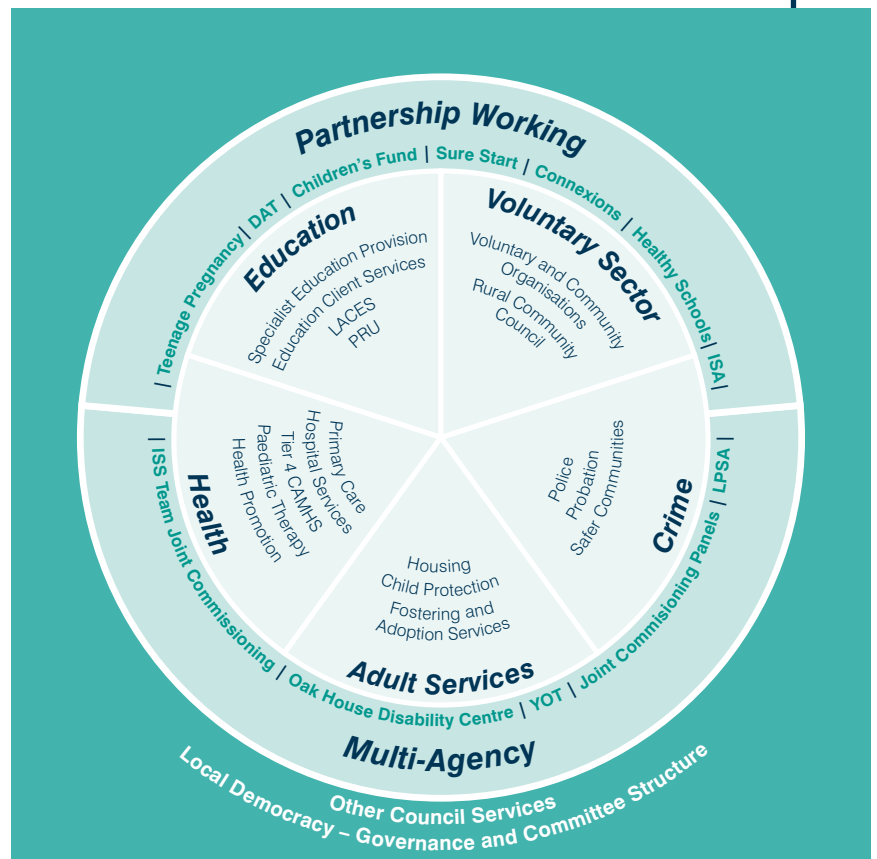 Partnership Working
| Teenage Pregnancy | DAT | Children's Fund | Sure Start | Connexions | Healthy Schools | ISA |
Education
Specialist Education Provision
Education Client Services
LACES
PRU
Voluntary Sector
Voluntary and Community
Organisations
Rural Community
Council
Health
Primary Care
Hospital Services
Tier 4 CAMHS
Paediatric Therapy
Health Promotion
Crime
Police
Probation
Safer Communities
Housing
Child Protection
Fostering and
Adoption Services
Adult Services
| ISS Team Joint Commissioning | Oak House Disability Centre | YOT | Joint Commisioning Panels | LPSA |
Multi-Agency
Other Council Services
Local Democracy – Governance and Committee Structure